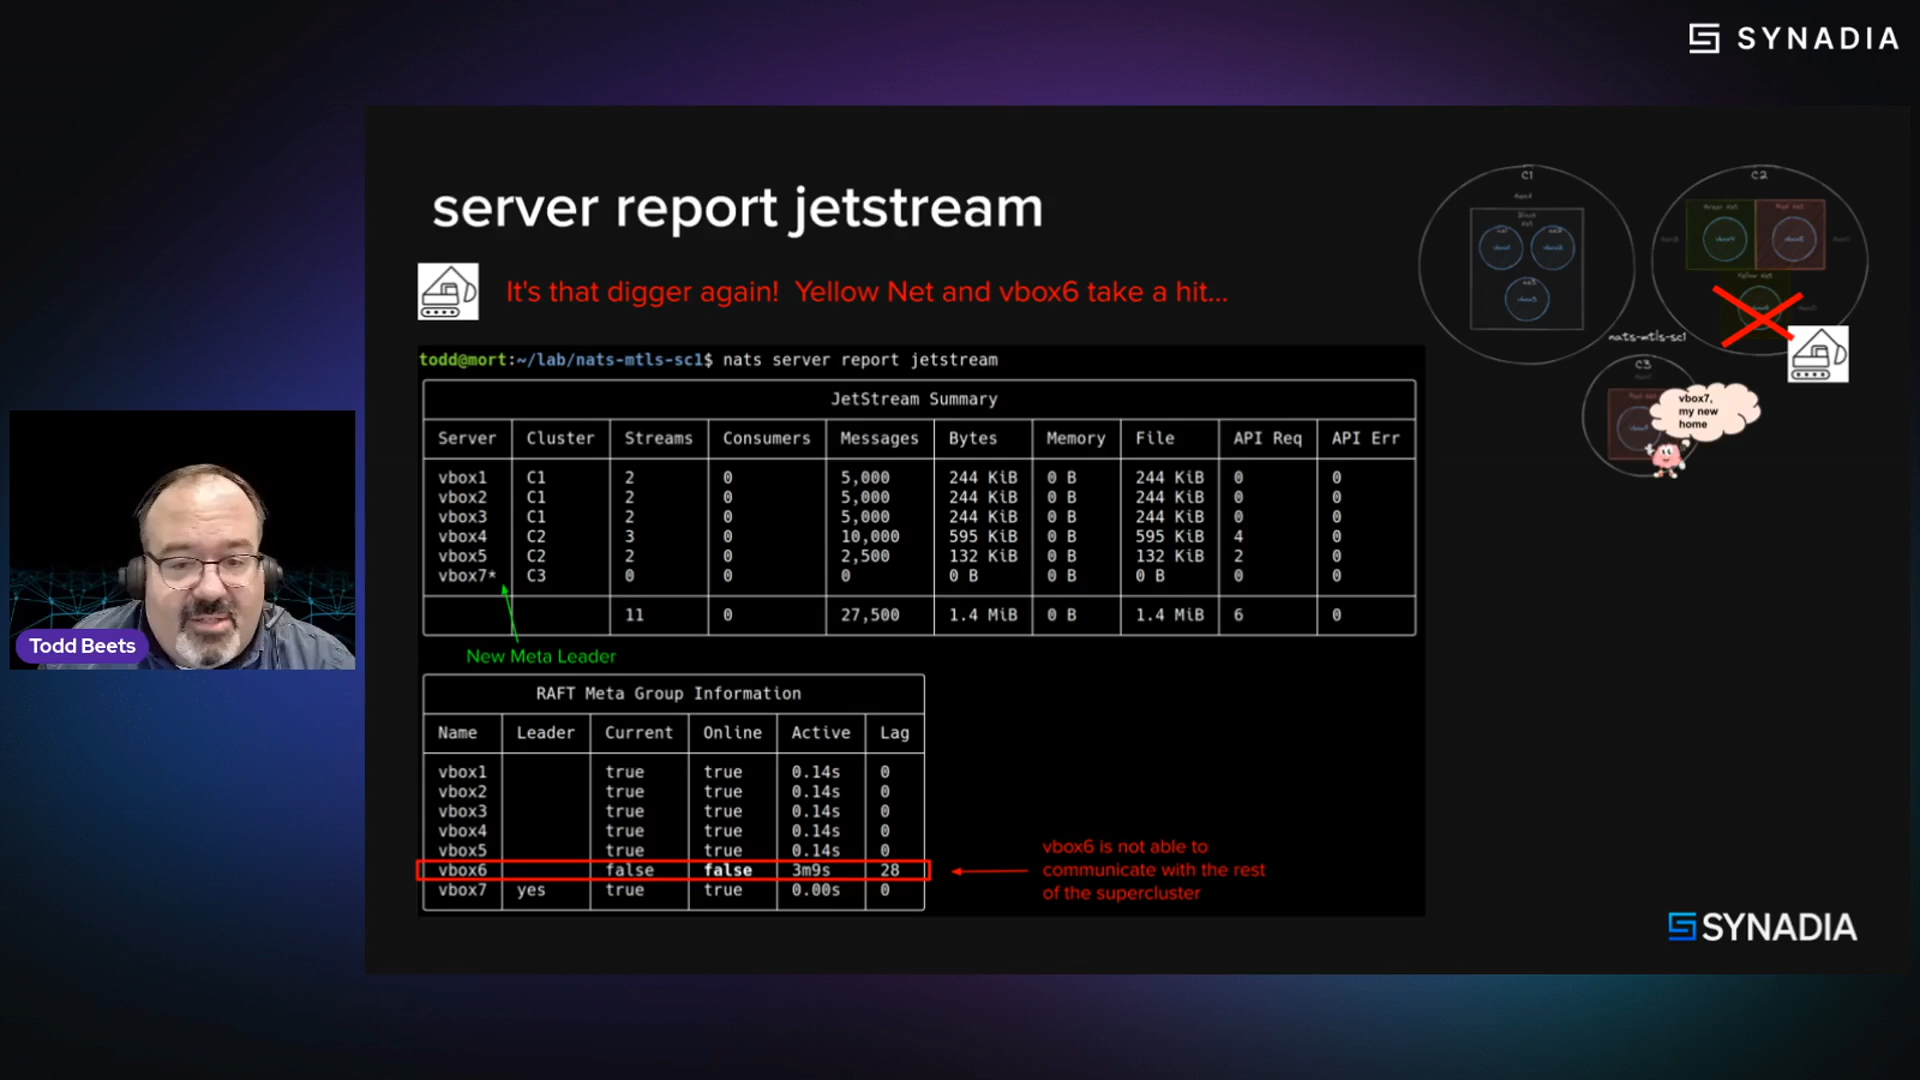 SYNADIA
server report jetstream
It's that digger again! Yellow Net and vbox6 take a hit...
C1
C2
C3
nats-mtls-sc1
vbox7,
my new
home
todd@mort:~/lab/nats-mtls-sc1$ nats server report jetstream
JetStream Summary
Server Cluster Streams Consumers Messages Bytes Memory File API Req API Err
vbox1 C1 2 0 5,000 244 KiB 0 B 244 KiB 0 0
vbox2 C1 2 0 5,000 244 KiB 0 B 244 KiB 0 0
vbox3 C1 2 0 5,000 244 KiB 0 B 244 KiB 0 0
vbox4 C2 3 0 10,000 595 KiB 0 B 595 KiB 4 0
vbox5 C2 2 0 2,500 132 KiB 0 B 132 KiB 2 0
vbox7* C3 0 0 0 0 B 0 B 0 B 0 0
11 0 27,500 1.4 MiB 0 B 1.4 MiB 6 0
New Meta Leader
RAFT Meta Group Information
Name Leader Current Online Active Lag
vbox1 true true 0.14s 0
vbox2 true true 0.14s 0
vbox3 true true 0.14s 0
vbox4 true true 0.14s 0
vbox5 true true 0.14s 0
vbox6 false false 3m9s 28
vbox7 yes true true 0.00s 0
vbox6 is not able to
communicate with the rest
of the supercluster
Todd Beets
SYNADIA